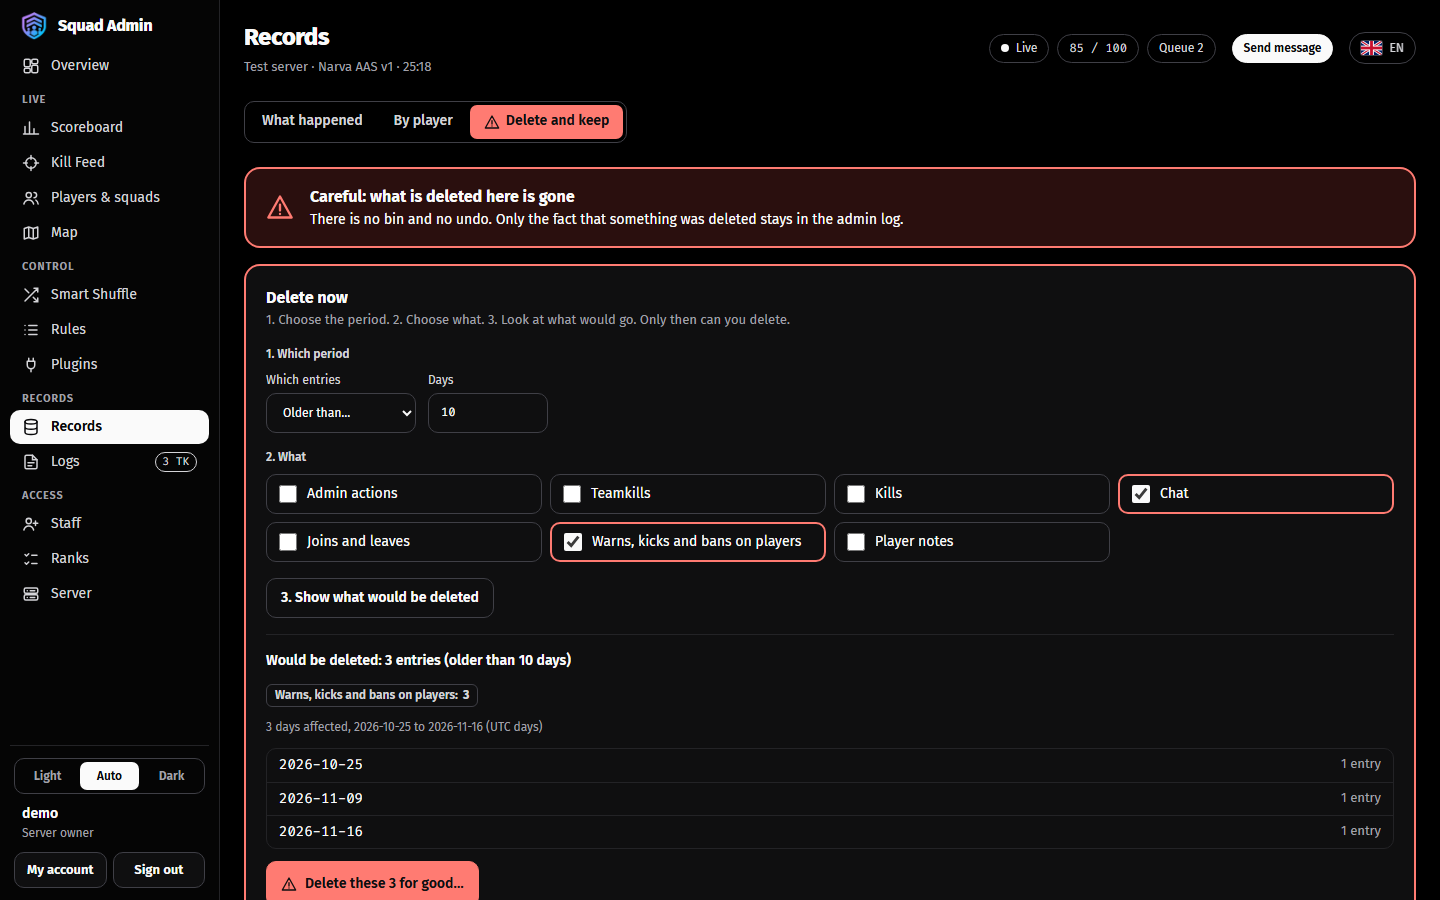 Squad Admin
Overview
LIVE
Scoreboard
Kill Feed
Players & squads
Map
CONTROL
Smart Shuffle
Rules
Plugins
RECORDS
Records
Logs
3 TK
ACCESS
Staff
Ranks
Server
Light
Auto
Dark
demo
Server owner
My account
Sign out
Records
Test server · Narva AAS v1 · 25:18
Live
85 / 100
Queue 2
Send message
EN
What happened
By player
Delete and keep
Careful: what is deleted here is gone
There is no bin and no undo. Only the fact that something was deleted stays in the admin log.
Delete now
1. Choose the period. 2. Choose what. 3. Look at what would go. Only then can you delete.
1. Which period
Which entries
Days
Older than...
10
2. What
Admin actions
Teamkills
Kills
Chat
Joins and leaves
Warns, kicks and bans on players
Player notes
3. Show what would be deleted
Would be deleted: 3 entries (older than 10 days)
Warns, kicks and bans on players: 3
3 days affected, 2026-10-25 to 2026-11-16 (UTC days)
2026-10-25
1 entry
2026-11-09
1 entry
2026-11-16
1 entry
Delete these 3 for good...